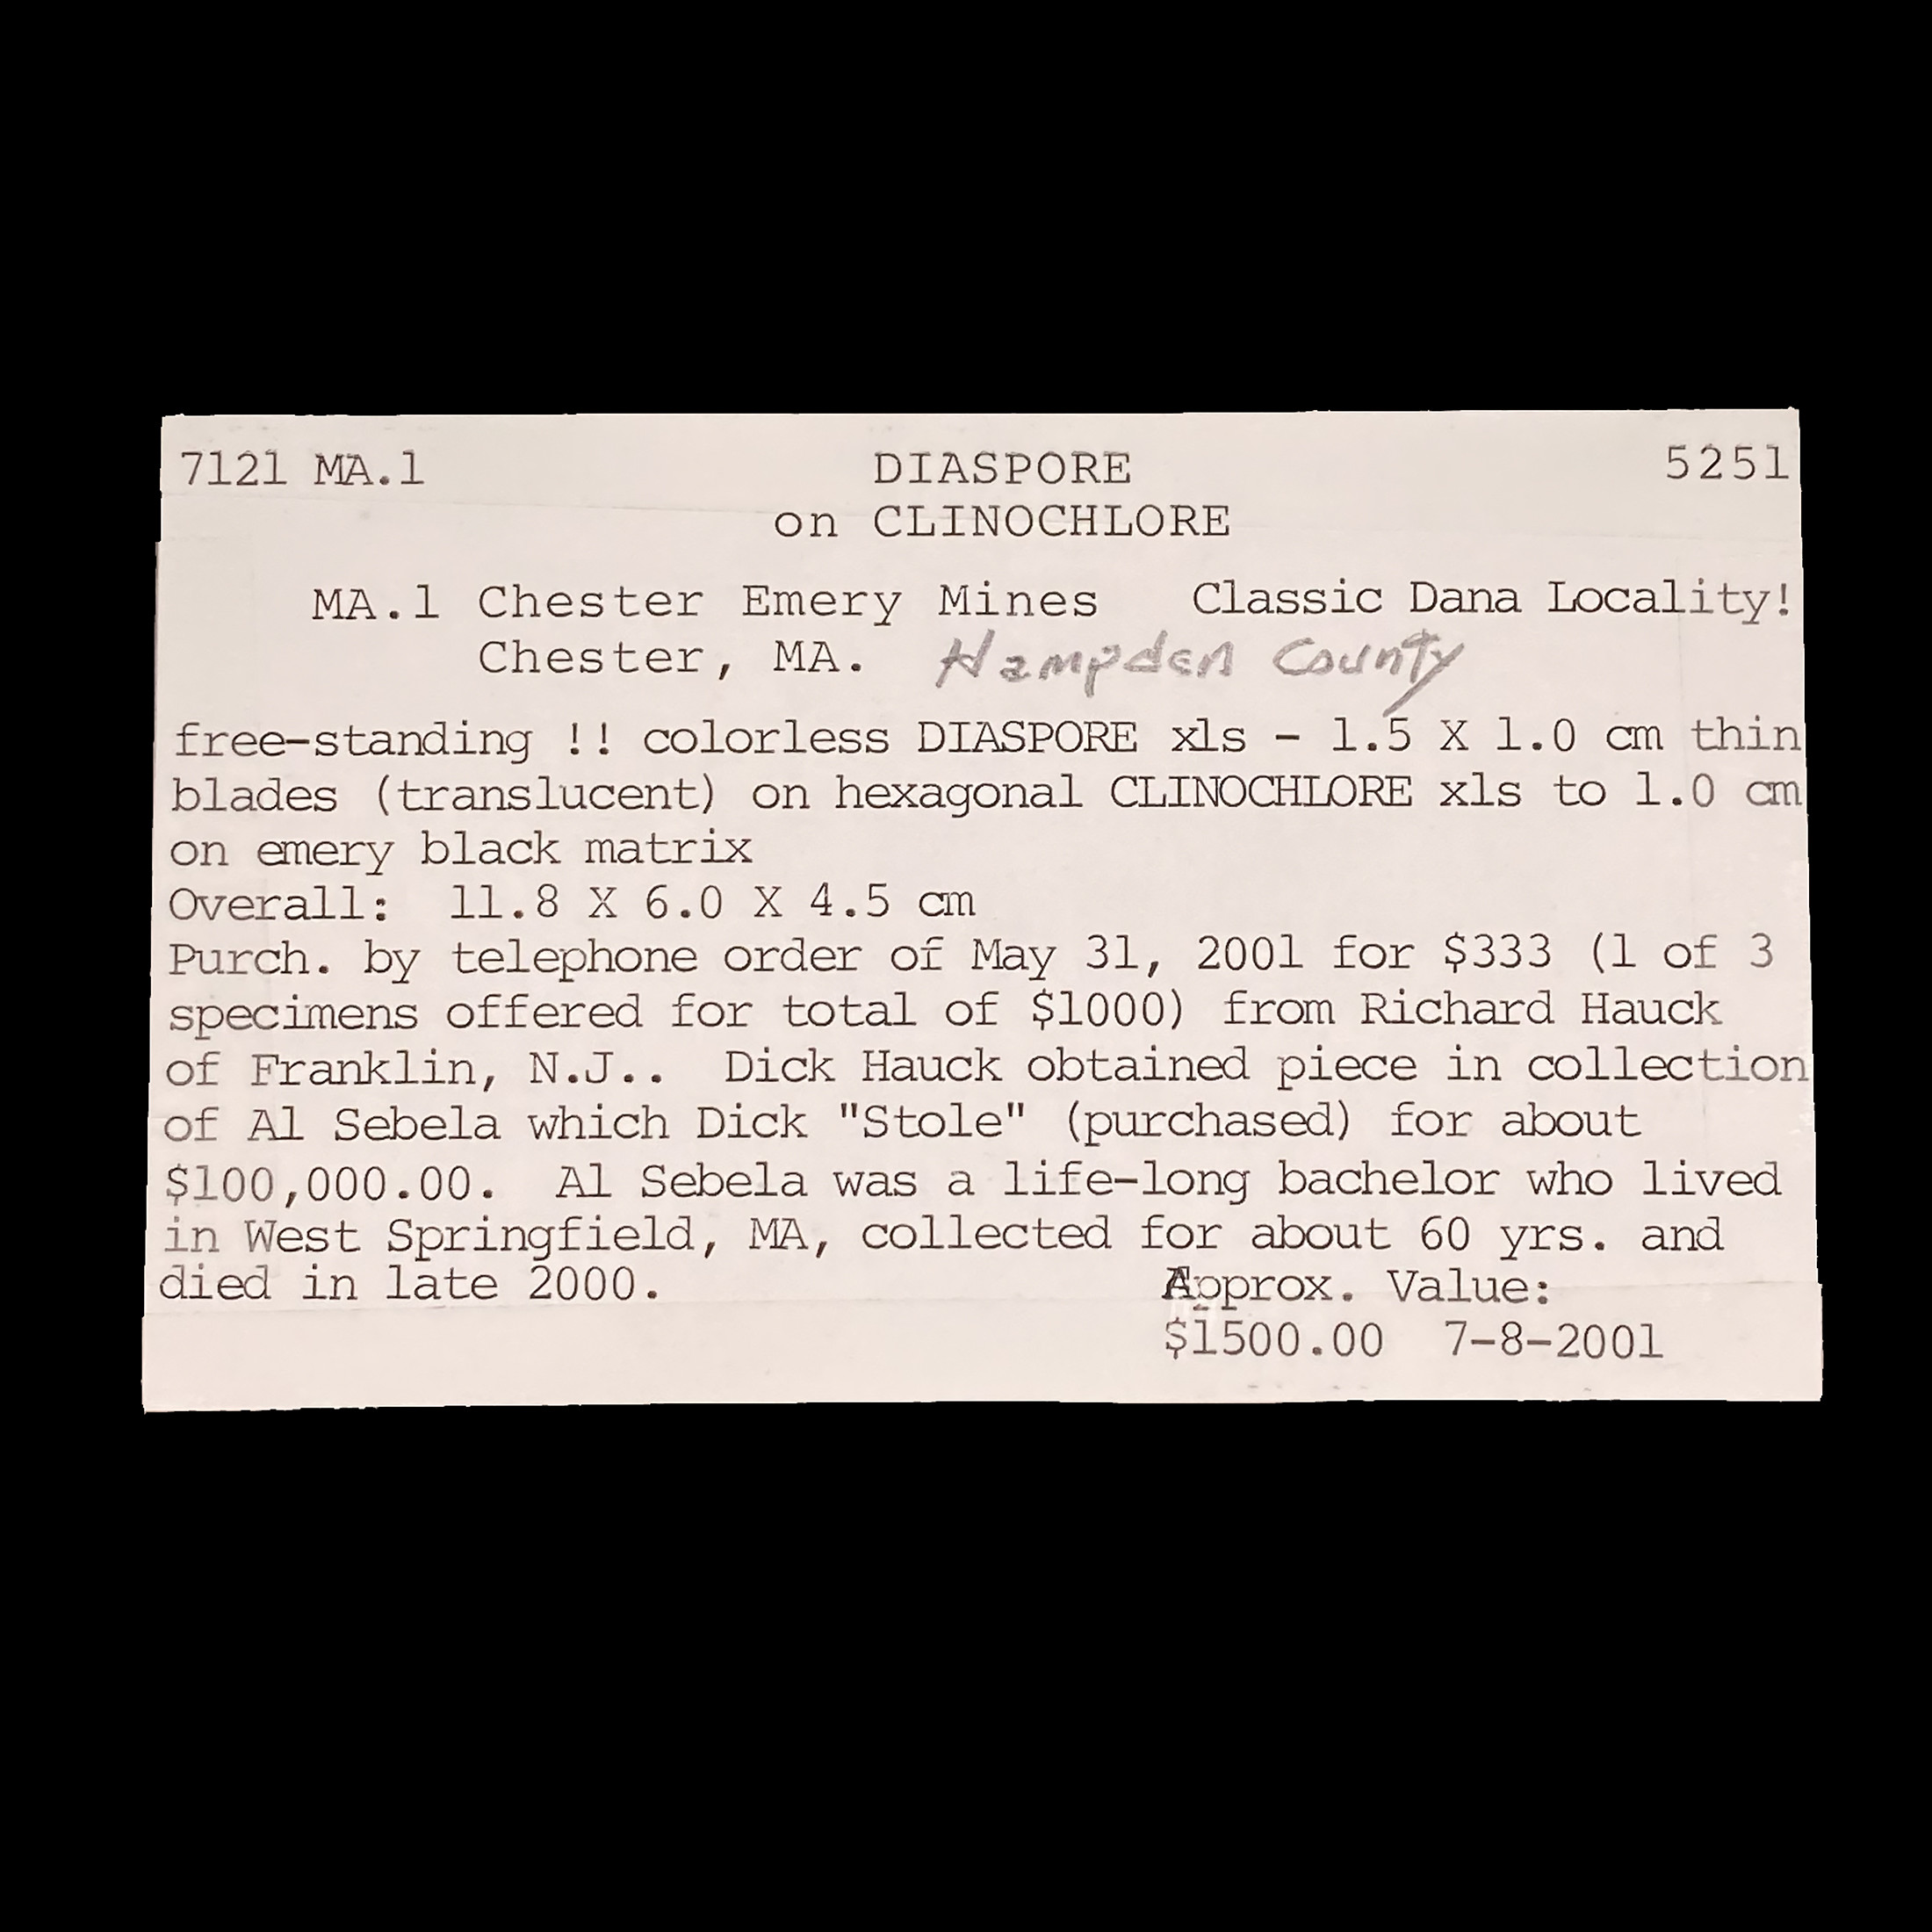 7121 MA.1 DIASPORE 5251
on CLINOCHLORE
MA.1 Chester Emery Mines Classic Dana Locality!
Chester, MA. Hampden County
free-standing !! colorless DIASPORE xls - 1.5 X 1.0 cm thin
blades (translucent) on hexagonal CLINOCHLORE xls to 1.0 cm
on emery black matrix
Overall: 11.8 X 6.0 X 4.5 cm
Purch. by telephone order of May 31, 2001 for $333 (1 of 3
specimens offered for total of $1000) from Richard Hauck
of Franklin, N.J.. Dick Hauck obtained piece in collection
of Al Sebela which Dick "Stole" (purchased) for about
$100,000.00. Al Sebela was a life-long bachelor who lived
in West Springfield, MA, collected for about 60 yrs. and
died in late 2000. Approx. Value:
$1500.00 7-8-2001